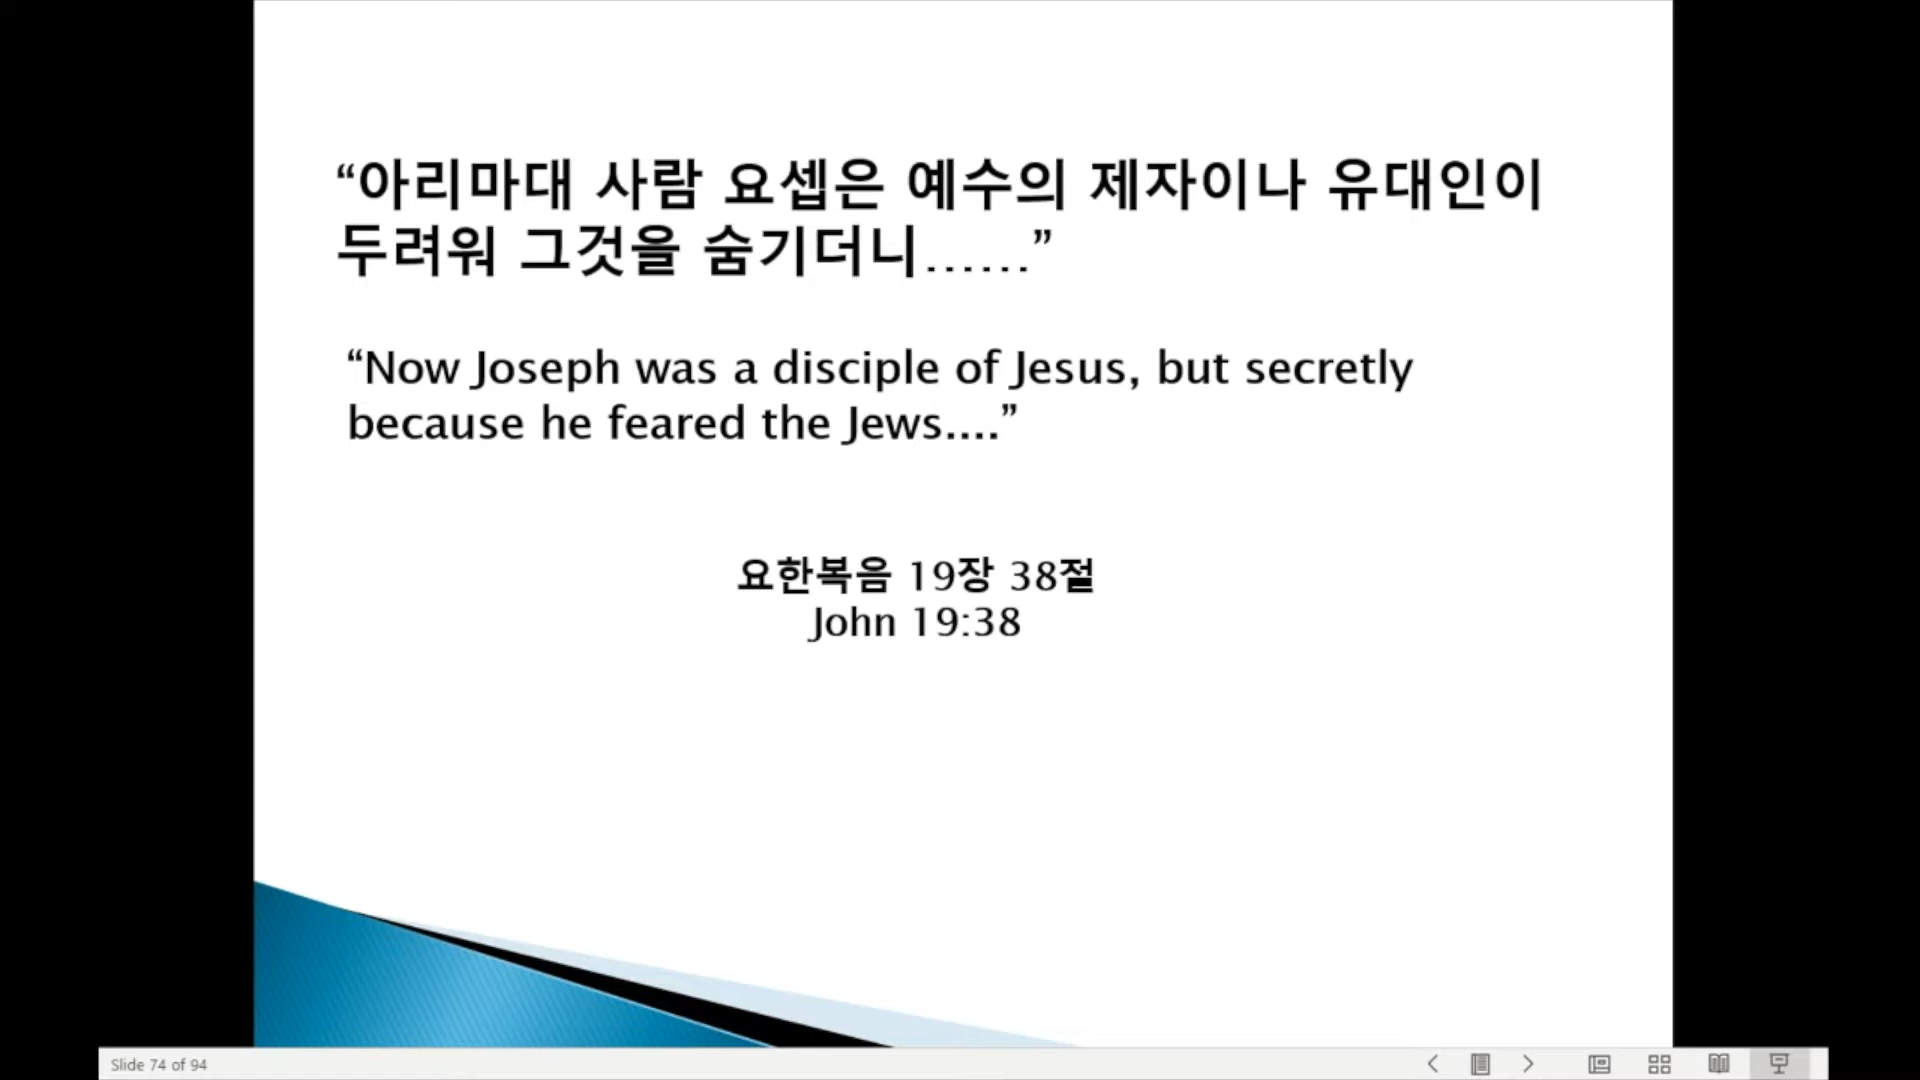 “아리마대 사람 요셉은 예수의 제자이나 유대인이
두려워 그것을 숨기더니......”
“Now Joseph was a disciple of Jesus, but secretly
because he feared the Jews....”
요한복음 19장 38절
John 19:38
Slide 74 of 94